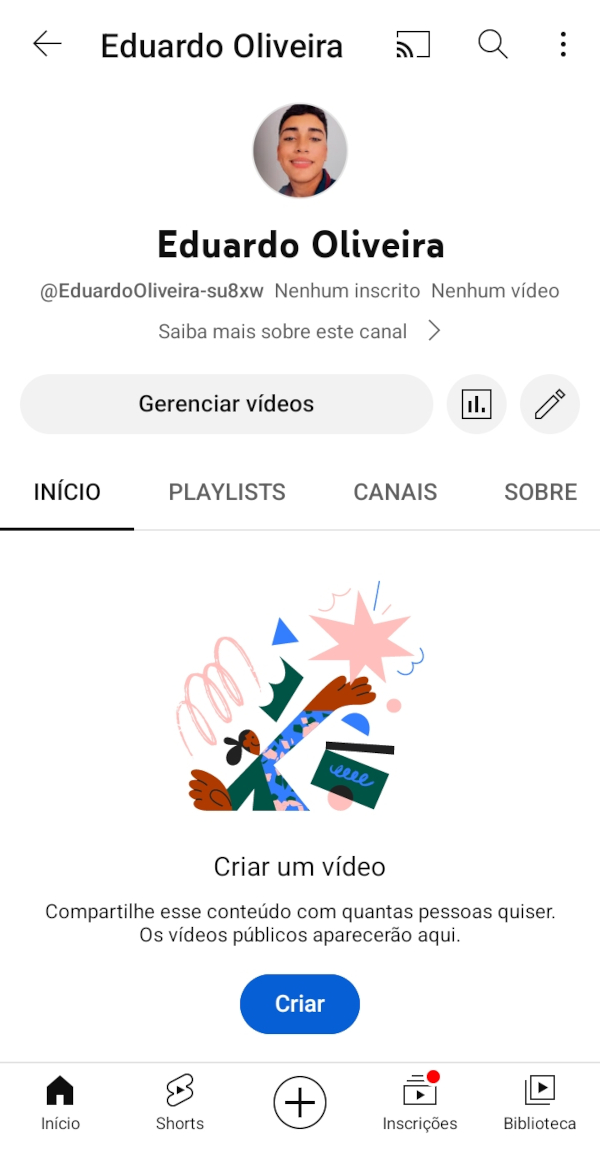 Eduardo Oliveira
Eduardo Oliveira
@EduardoOliveira-su8xw Nenhum inscrito Nenhum vídeo
Saiba mais sobre este canal
Gerenciar vídeos
INÍCIO PLAYLISTS CANAIS SOBRE
Criar um vídeo
Compartilhe esse conteúdo com quantas pessoas quiser.
Os vídeos públicos aparecerão aqui.
Criar
Início Shorts Inscrições Biblioteca